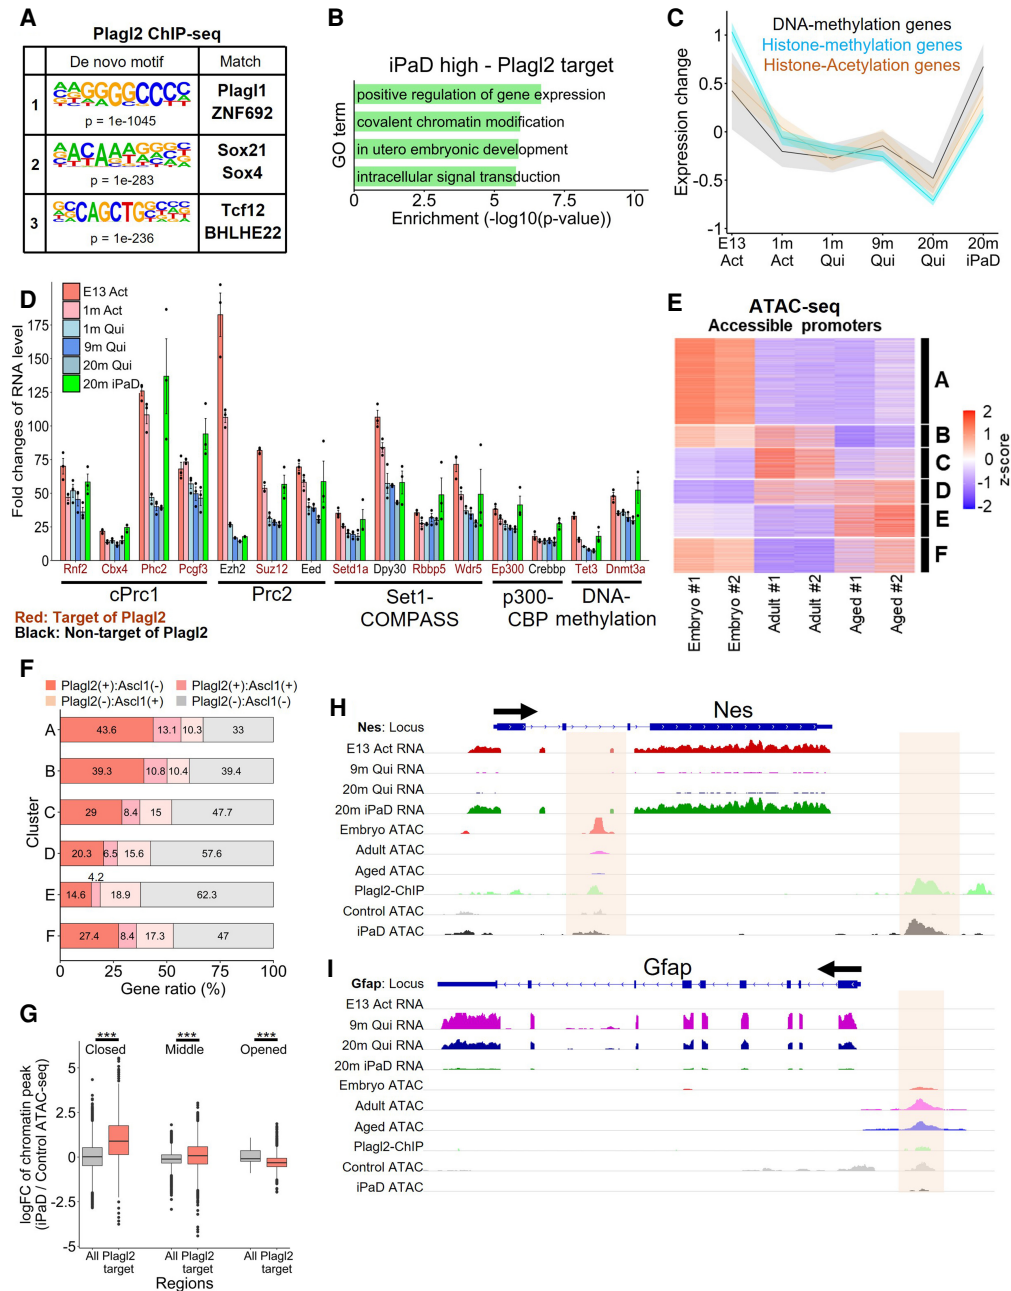 A
Plagl2 ChIP-seq
De novo motif
Match
1
AAGGGGCCCC
p = 1e-1045
Plagl1
ZNF692
2
p = 1e-283
Sox21
Sox4
3
CAGCTG
p = 1e-236
Tcf12
BHLHE22
B
iPaD high - Plagl2 target
GO term
positive regulation of gene expression
covalent chromatin modification
in utero embryonic development
intracellular signal transduction
0 2.5 5 7.5 10
Enrichment (-log10(p-value))
C
DNA-methylation genes
Histone-methylation genes
Histone-Acetylation genes
Expression change
1
0.5
0
-0.5
-1
E13 1m 1m 9m 20m 20m
Act Act Qui Qui Qui iPaD
D
E13 Act
1m Act
1m Qui
9m Qui
20m Qui
20m iPaD
Fold changes of RNA level
175
150
125
100
75
50
25
0
Rnf2 Cbx4 Phc2 Pcgf3 Ezh2 Suz12 Eed Setd1a Dpy30 Rbbp5 Wdr5 Ep300 Crebbp Tet3 Dnmt3a
cPrc1 Prc2 Set1-COMPASS p300-CBP DNA-methylation
Red: Target of Plagl2
Black: Non-target of Plagl2
E
ATAC-seq
Accessible promoters
A
B
C
D
E
F
2
1
0
-1
-2
z-score
Embryo #1
Embryo #2
Adult #1
Adult #2
Aged #1
Aged #2
F
Plagl2(+):Ascl1(-) Plagl2(+):Ascl1(+)
Plagl2(-):Ascl1(+) Plagl2(-):Ascl1(-)
Cluster
A 43.6 13.1 10.3 33
B 39.3 10.8 10.4 39.4
C 29 8.4 15 47.7
D 20.3 6.5 15.6 57.6
4.2
E 14.6 18.9 62.3
F 27.4 8.4 17.3 47
0 25 50 75 100
Gene ratio (%)
G
logFC of chromatin peak
(iPaD / Control ATAC-seq)
*** *** ***
Closed Middle Opened
5
2.5
0
-2.5
-5
All Plagl2 All Plagl2 All Plagl2
target target target
Regions
H
Nes
Nes: Locus
E13 Act RNA
9m Qui RNA
20m Qui RNA
20m iPaD RNA
Embryo ATAC
Adult ATAC
Aged ATAC
Plagl2-ChIP
Control ATAC
iPaD ATAC
I
Gfap
Gfap: Locus
E13 Act RNA
9m Qui RNA
20m Qui RNA
20m iPaD RNA
Embryo ATAC
Adult ATAC
Aged ATAC
Plagl2-ChIP
Control ATAC
iPaD ATAC